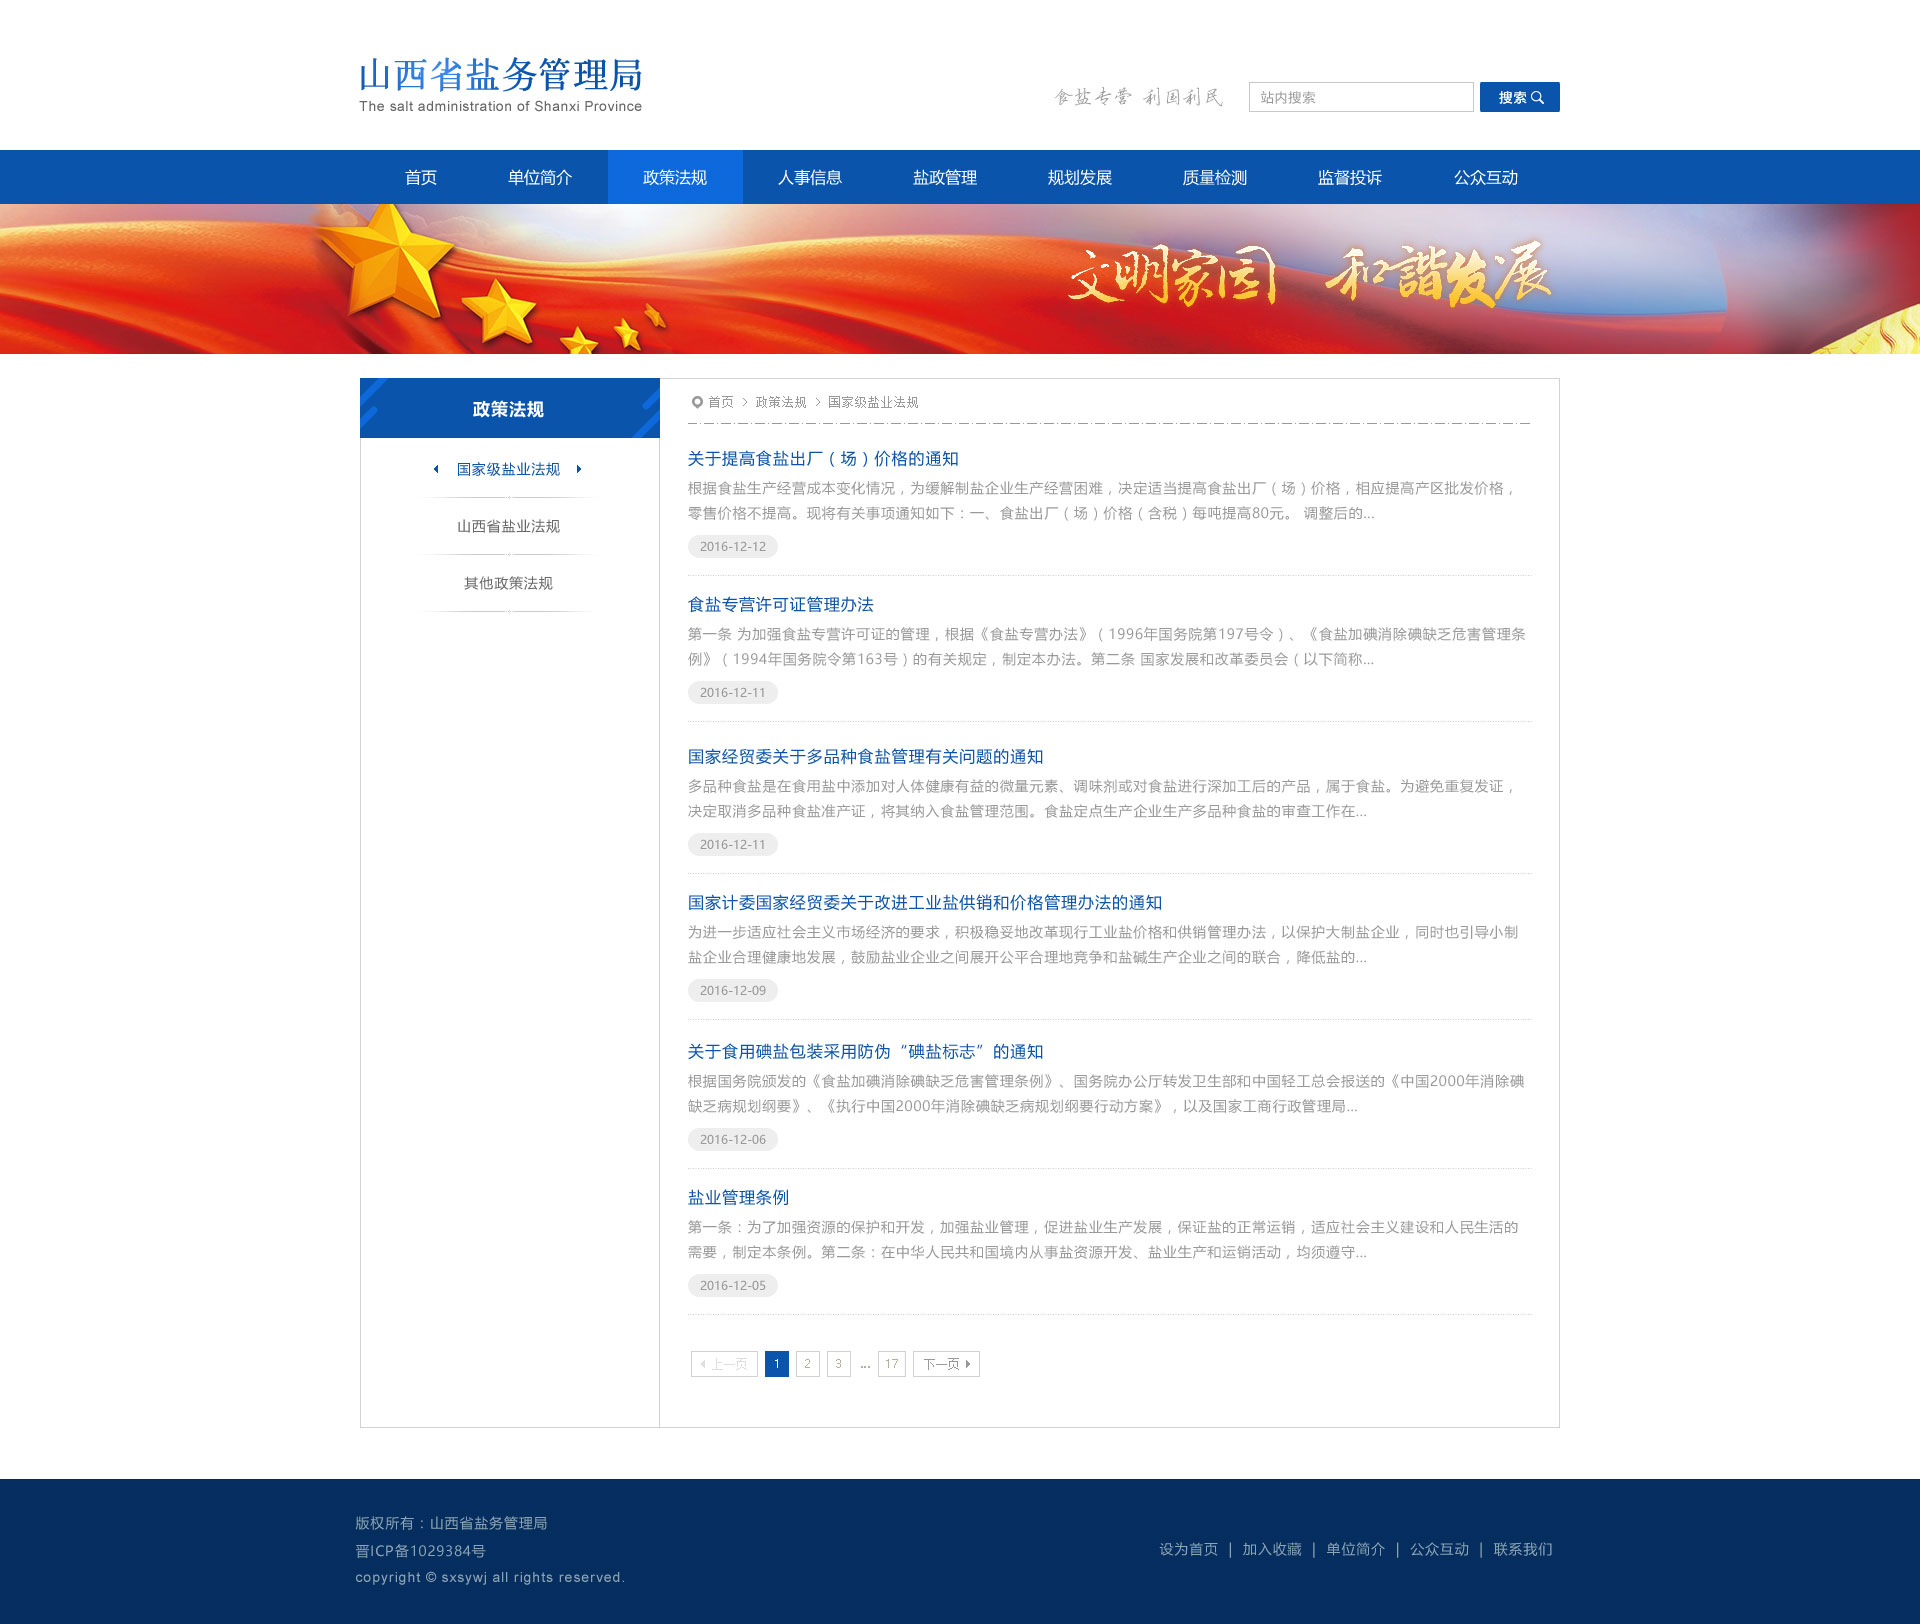 山西省盐务管理局
The salt administration of Shanxi Province
食盐专营 利国利民
站内搜索
搜索
首页 单位简介 政策法规 人事信息 盐政管理 规划发展 质量检测 监督投诉 公众互动
文明家园 和谐发展
政策法规
国家级盐业法规
山西省盐业法规
其他政策法规
首页 > 政策法规 > 国家级盐业法规
关于提高食盐出厂（场）价格的通知
根据食盐生产经营成本变化情况，为缓解制盐企业生产经营困难，决定适当提高食盐出厂（场）价格，相应提高产区批发价格，
零售价格不提高。现将有关事项通知如下：一、食盐出厂（场）价格（含税）每吨提高80元。 调整后的...
2016-12-12
食盐专营许可证管理办法
第一条 为加强食盐专营许可证的管理，根据《食盐专营办法》（1996年国务院第197号令）、《食盐加碘消除碘缺乏危害管理条
例》（1994年国务院令第163号）的有关规定，制定本办法。第二条 国家发展和改革委员会（以下简称...
2016-12-11
国家经贸委关于多品种食盐管理有关问题的通知
多品种食盐是在食用盐中添加对人体健康有益的微量元素、调味剂或对食盐进行深加工后的产品，属于食盐。为避免重复发证，
决定取消多品种食盐准产证，将其纳入食盐管理范围。食盐定点生产企业生产多品种食盐的审查工作在...
2016-12-11
国家计委国家经贸委关于改进工业盐供销和价格管理办法的通知
为进一步适应社会主义市场经济的要求，积极稳妥地改革现行工业盐价格和供销管理办法，以保护大制盐企业，同时也引导小制
盐企业合理健康地发展，鼓励盐业企业之间展开公平合理地竞争和盐碱生产企业之间的联合，降低盐的...
2016-12-09
关于食用碘盐包装采用防伪“碘盐标志”的通知
根据国务院颁发的《食盐加碘消除碘缺乏危害管理条例》、国务院办公厅转发卫生部和中国轻工总会报送的《中国2000年消除碘
缺乏病规划纲要》、《执行中国2000年消除碘缺乏病规划纲要行动方案》，以及国家工商行政管理局...
2016-12-06
盐业管理条例
第一条：为了加强资源的保护和开发，加强盐业管理，促进盐业生产发展，保证盐的正常运销，适应社会主义建设和人民生活的
需要，制定本条例。第二条：在中华人民共和国境内从事盐资源开发、盐业生产和运销活动，均须遵守...
2016-12-05
上一页 1 2 3 ... 17 下一页
版权所有：山西省盐务管理局
晋ICP备1029384号
copyright © sxsywj all rights reserved.
设为首页 | 加入收藏 | 单位简介 | 公众互动 | 联系我们